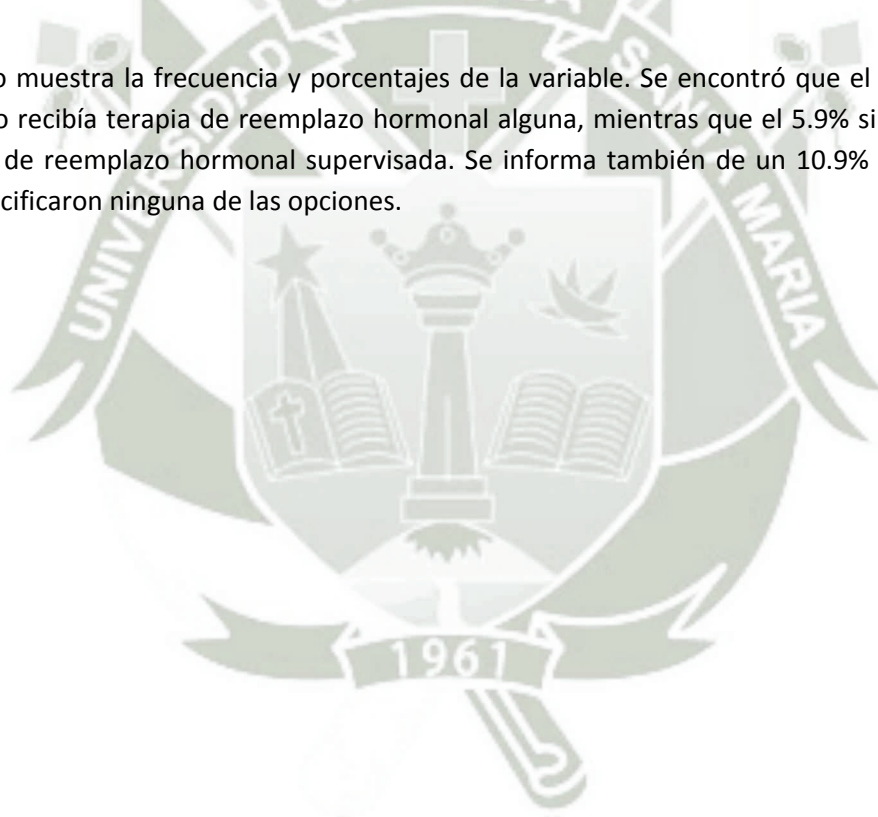 o muestra la frecuencia y porcentajes de la variable. Se encontró que el
o recibía terapia de reemplazo hormonal alguna, mientras que el 5.9% si
de reemplazo hormonal supervisada. Se informa también de un 10.9%
cificaron ninguna de las opciones.
UNIVERSIDAD
SANTA MARIA
1961